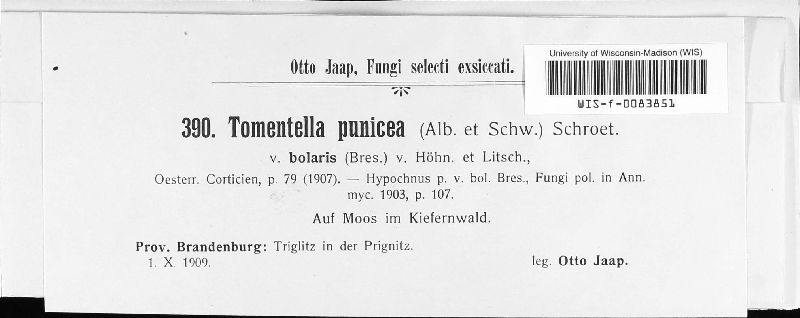 University of Wisconsin-Madison (WIS)
WIS-f-0083851
Otto Jaap, Fungi selecti exsiccati.
390. Tomentella punicea (Alb. et Schw.) Schroet.
v. bolaris (Bres.) v. Höhn. et Litsch.,
Oesterr. Corticien, p. 79 (1907). — Hypochnus p. v. bol. Bres., Fungi pol. in Ann.
myc. 1903, p. 107.
Auf Moos im Kiefernwald.
Prov. Brandenburg: Triglitz in der Prignitz.
1. X. 1909.
leg. Otto Jaap.